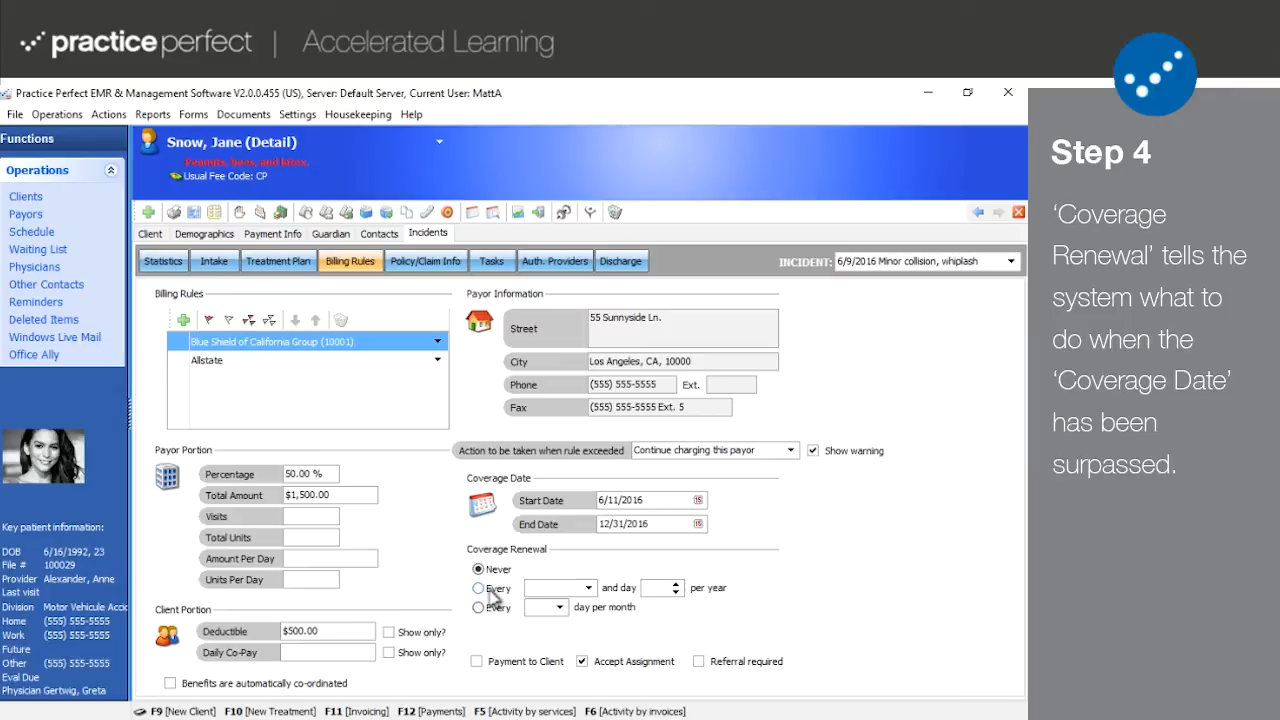 practiceperfect | Accelerated Learning
Practice Perfect EMR & Management Software V2.0.0.455 (US), Server: Default Server, Current User: MattA
File Operations Actions Reports Forms Documents Settings Housekeeping Help
Functions
Operations
Clients
Payors
Schedule
Waiting List
Physicians
Other Contacts
Reminders
Deleted Items
Windows Live Mail
Office Ally
Key patient information:
DOB 6/16/1992, 23
File # 100029
Provider Alexander, Anne
Last visit
Division Motor Vehicule Accic
Home (555) 555-5555
Work (555) 555-5555
Future
Other (555) 555-5555
Eval Due
Physician Gertwig, Greta
Snow, Jane (Detail)
Peanuts, bees, and latex.
Usual Fee Code: CP
Client Demographics Payment Info Guardian Contacts Incidents
Statistics Intake Treatment Plan Billing Rules Policy/Claim Info Tasks Auth. Providers Discharge INCIDENT: 6/9/2016 Minor collision, whiplash
Billing Rules
Blue Shield of California Group (10001)
Allstate
Payor Information
Street 55 Sunnyside Ln.
City Los Angeles, CA, 10000
Phone (555) 555-5555 Ext.
Fax (555) 555-5555 Ext. 5
Payor Portion
Percentage 50.00 %
Total Amount $1,500.00
Visits
Total Units
Amount Per Day
Units Per Day
Action to be taken when rule exceeded Continue charging this payor Show warning
Coverage Date
Start Date 6/11/2016
End Date 12/31/2016
Coverage Renewal
Never
Every and day per year
Every day per month
Client Portion
Deductible $500.00 Show only?
Daily Co-Pay Show only?
Payment to Client Accept Assignment Referral required
Benefits are automatically co-ordinated
F9 [New Client] F10 [New Treatment] F11 [Invoicing] F12 [Payments] F5 [Activity by services] F6 [Activity by invoices]
Step 4
‘Coverage
Renewal’ tells the
system what to
do when the
‘Coverage Date’
has been
surpassed.